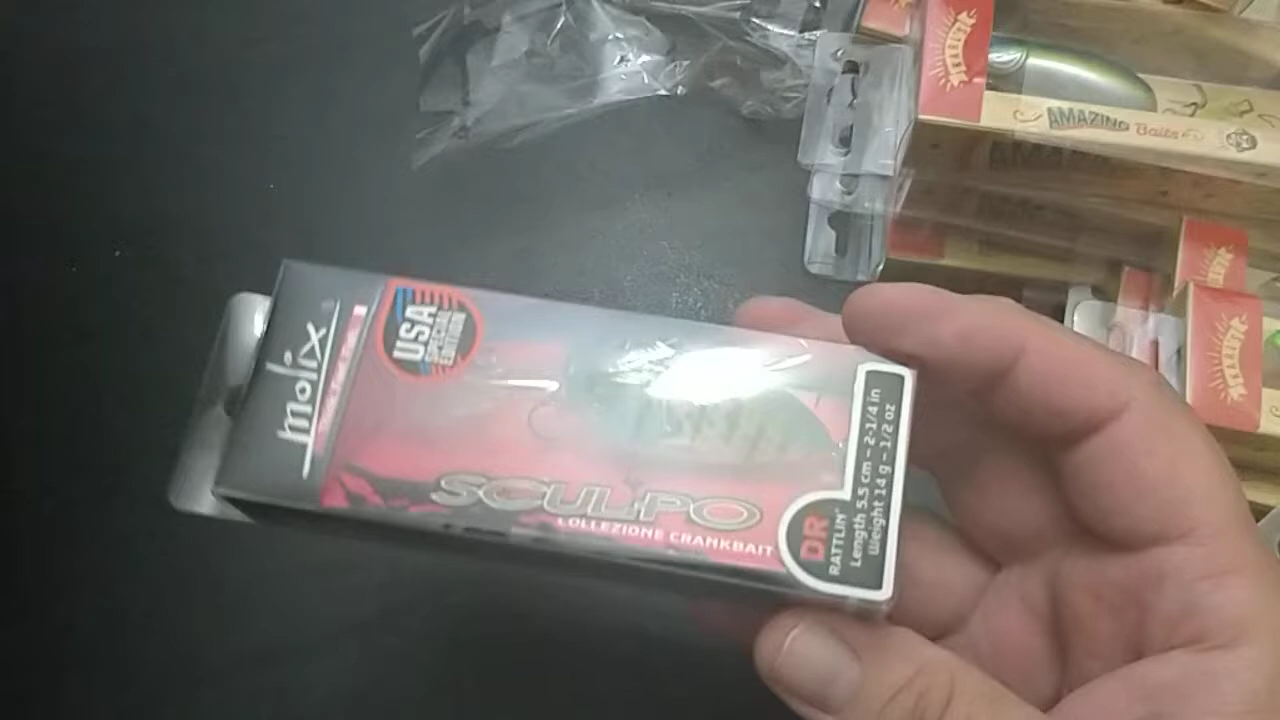 AMAZING Baits
molix
USA
SPECIAL
EDITION
SCULPO
COLLEZIONE CRANKBAIT
DR
RATTLIN'
Length 5.5 cm – 2-1/4 in
Weight 14 g – 1/2 oz